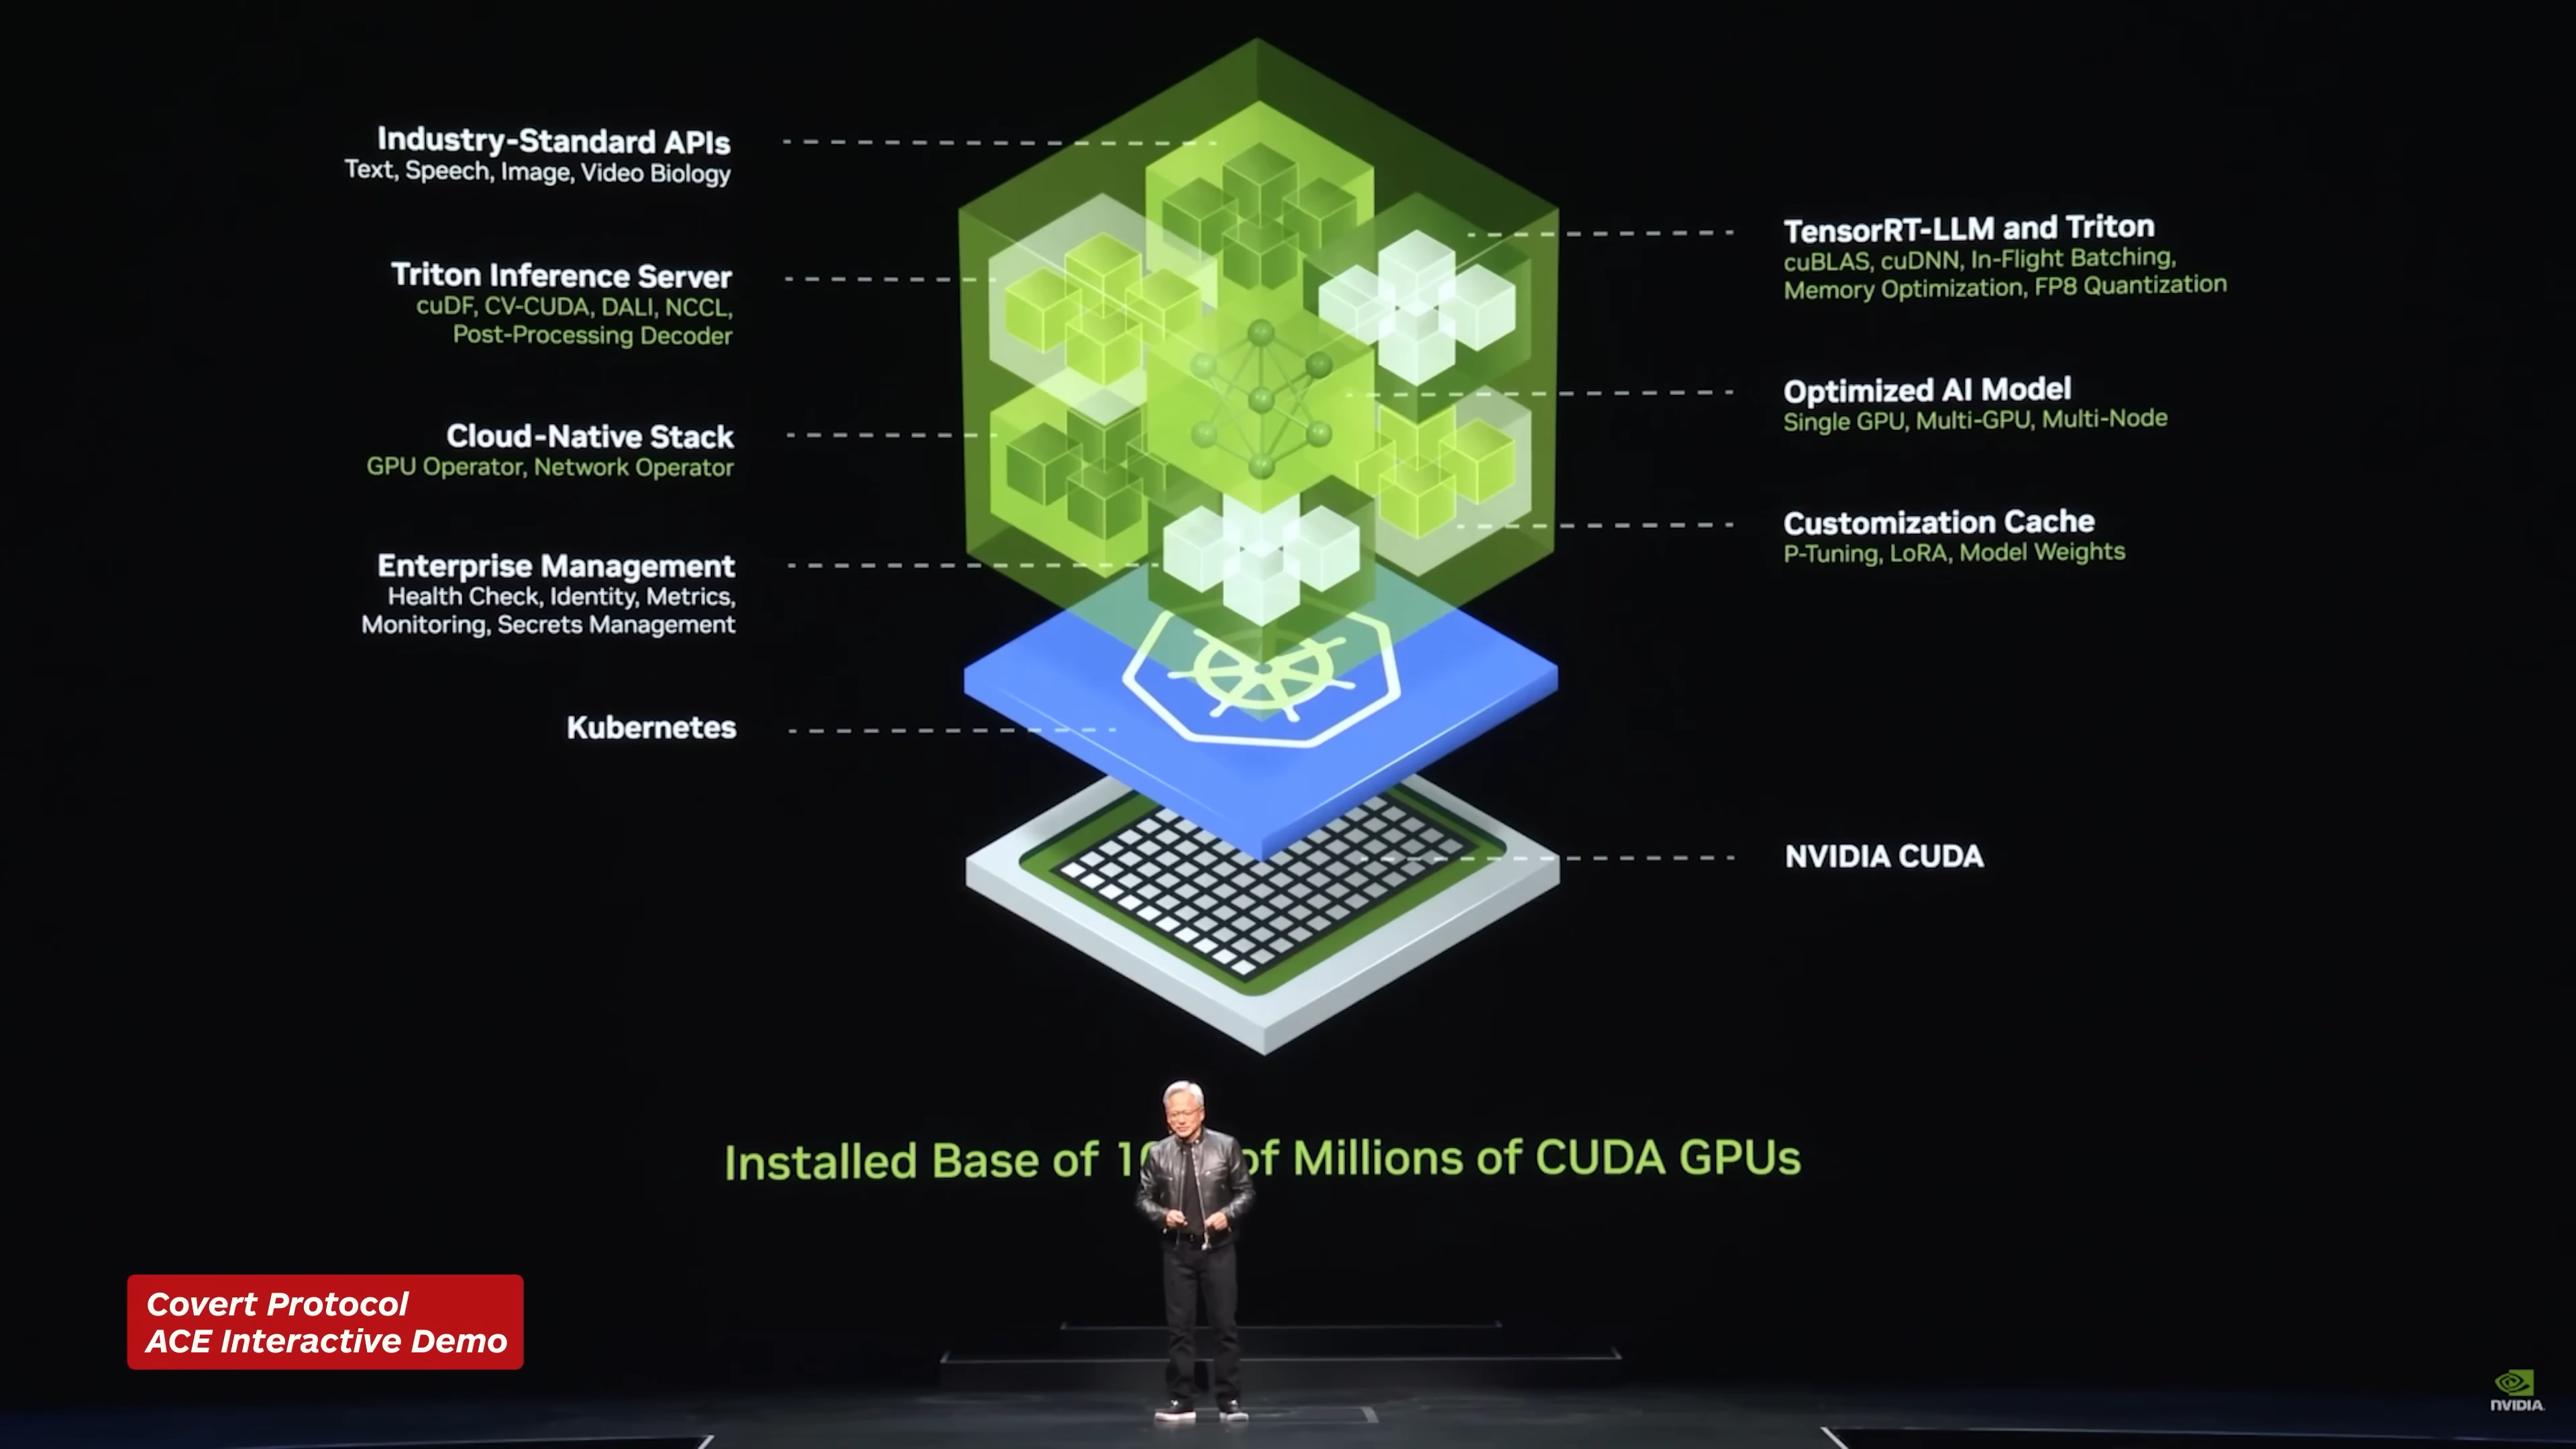 Industry-Standard APIs
Text, Speech, Image, Video Biology
Triton Inference Server
cuDF, CV-CUDA, DALI, NCCL,
Post-Processing Decoder
Cloud-Native Stack
GPU Operator, Network Operator
Enterprise Management
Health Check, Identity, Metrics,
Monitoring, Secrets Management
Kubernetes
TensorRT-LLM and Triton
cuBLAS, cuDNN, In-Flight Batching,
Memory Optimization, FP8 Quantization
Optimized AI Model
Single GPU, Multi-GPU, Multi-Node
Customization Cache
P-Tuning, LoRA, Model Weights
NVIDIA CUDA
Installed Base of of Millions of CUDA GPUs
Covert Protocol
ACE Interactive Demo
NVIDIA